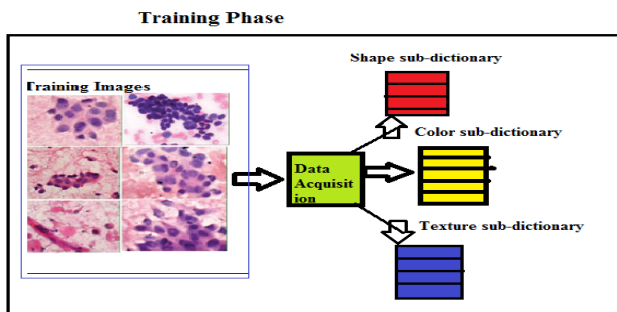 Training Phase
Training Images
Shape sub-dictionary
Color sub-dictionary
Data
Acquisit
ion
Texture sub-dictionary